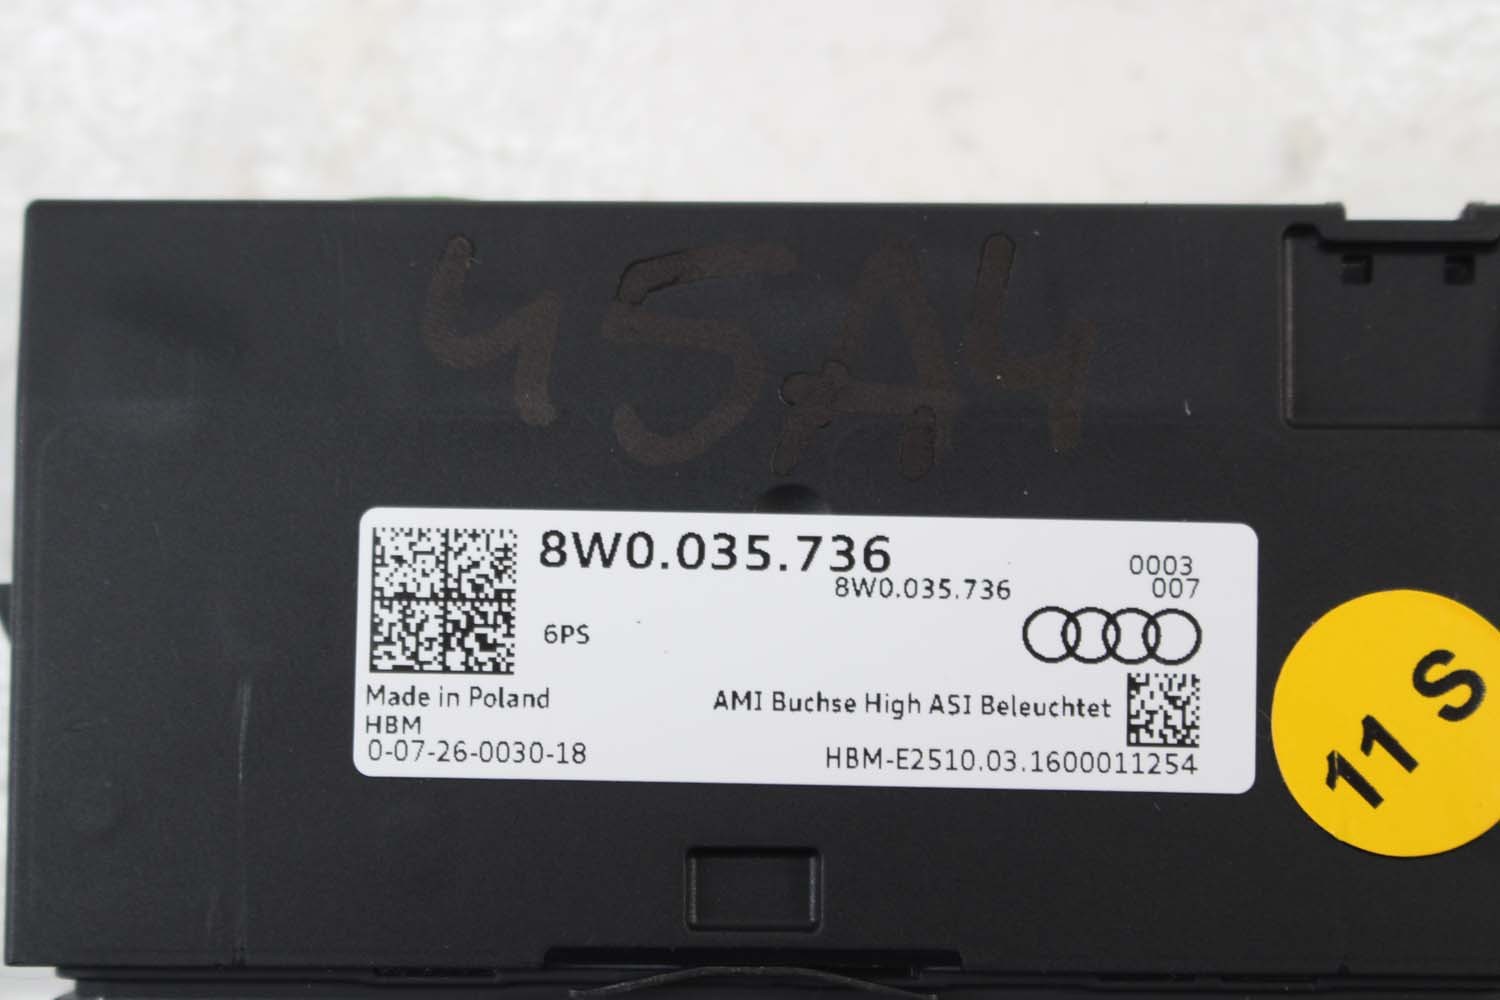 45A4
8W0.035.736
8W0.035.736
0003
007
6PS
Made in Poland
HBM
0-07-26-0030-18
AMI Buchse High ASI Beleuchtet
HBM-E2510.03.1600011254
11 S